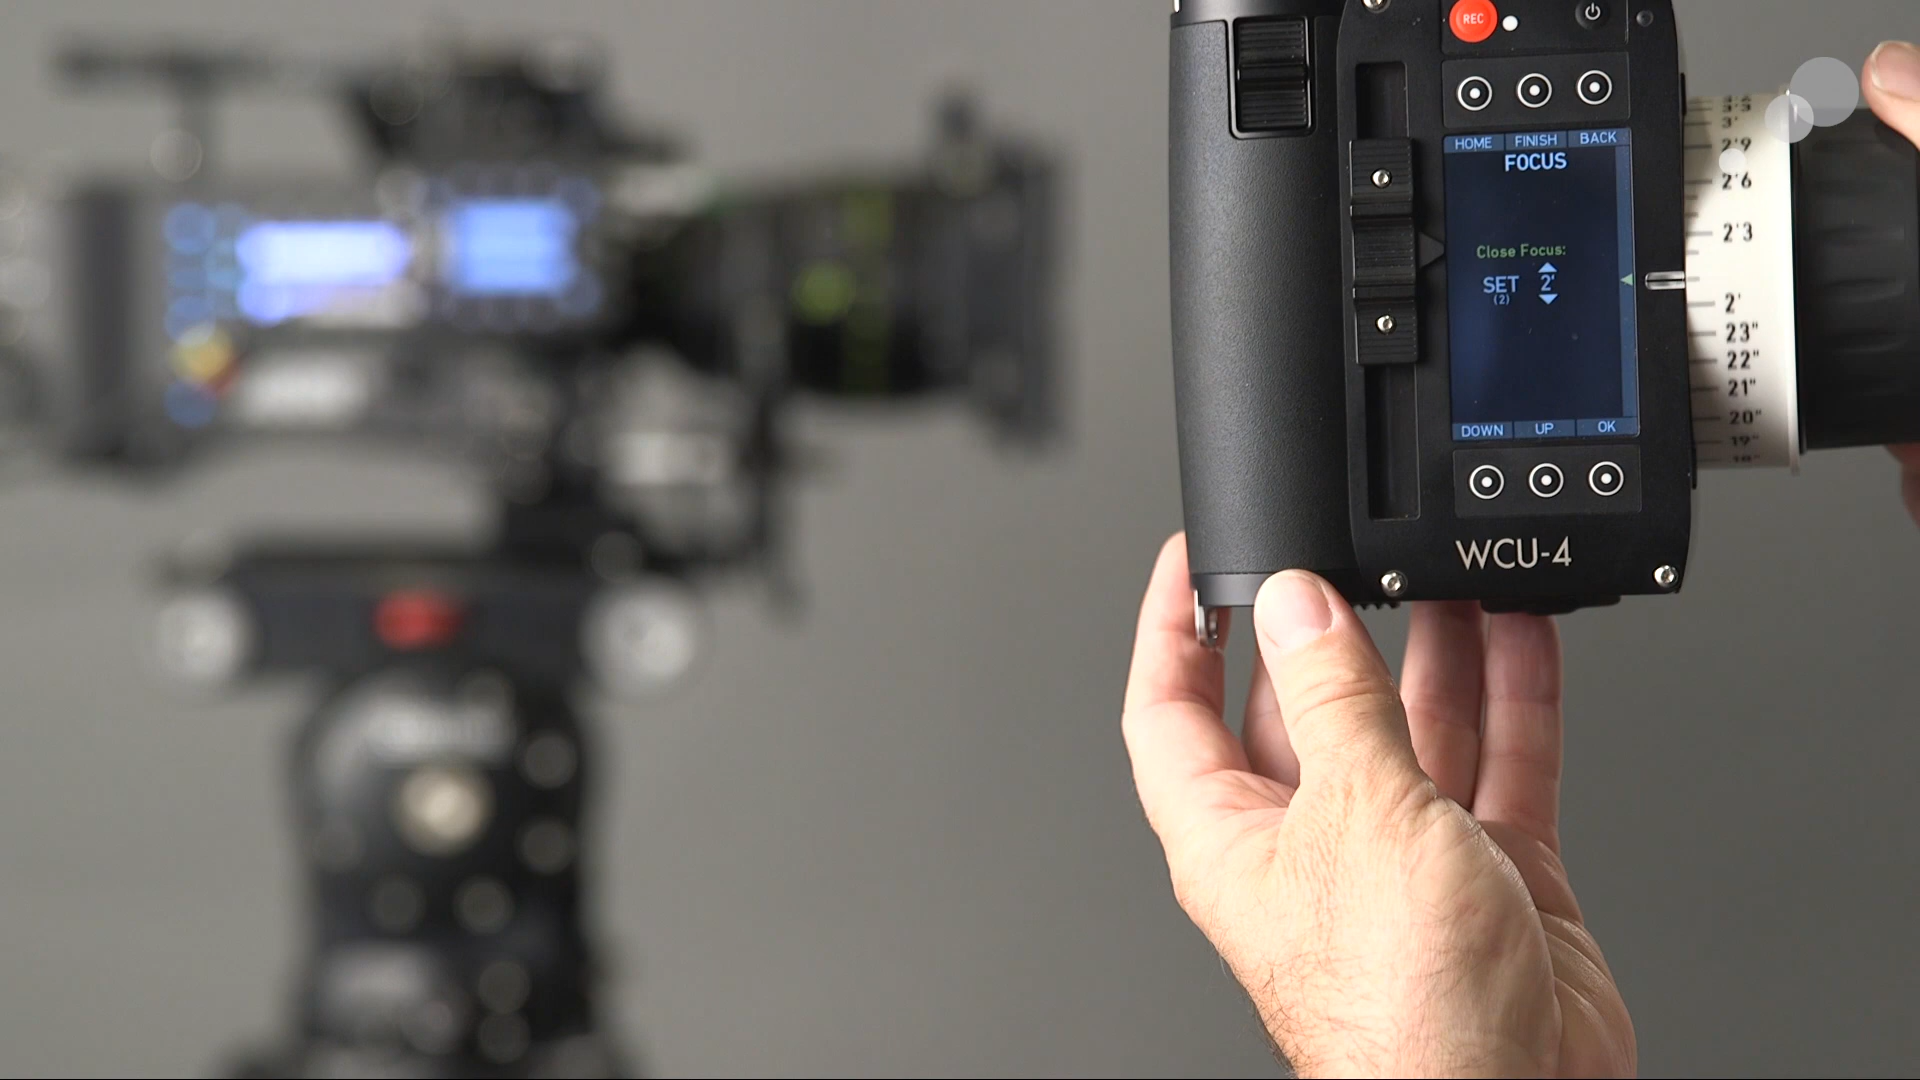 REC
HOME FINISH BACK
FOCUS
Close Focus:
SET 2'
(2)
DOWN UP OK
WCU-4
3'
2'9
2'6
2'3
2'
23"
22"
21"
20"
19"